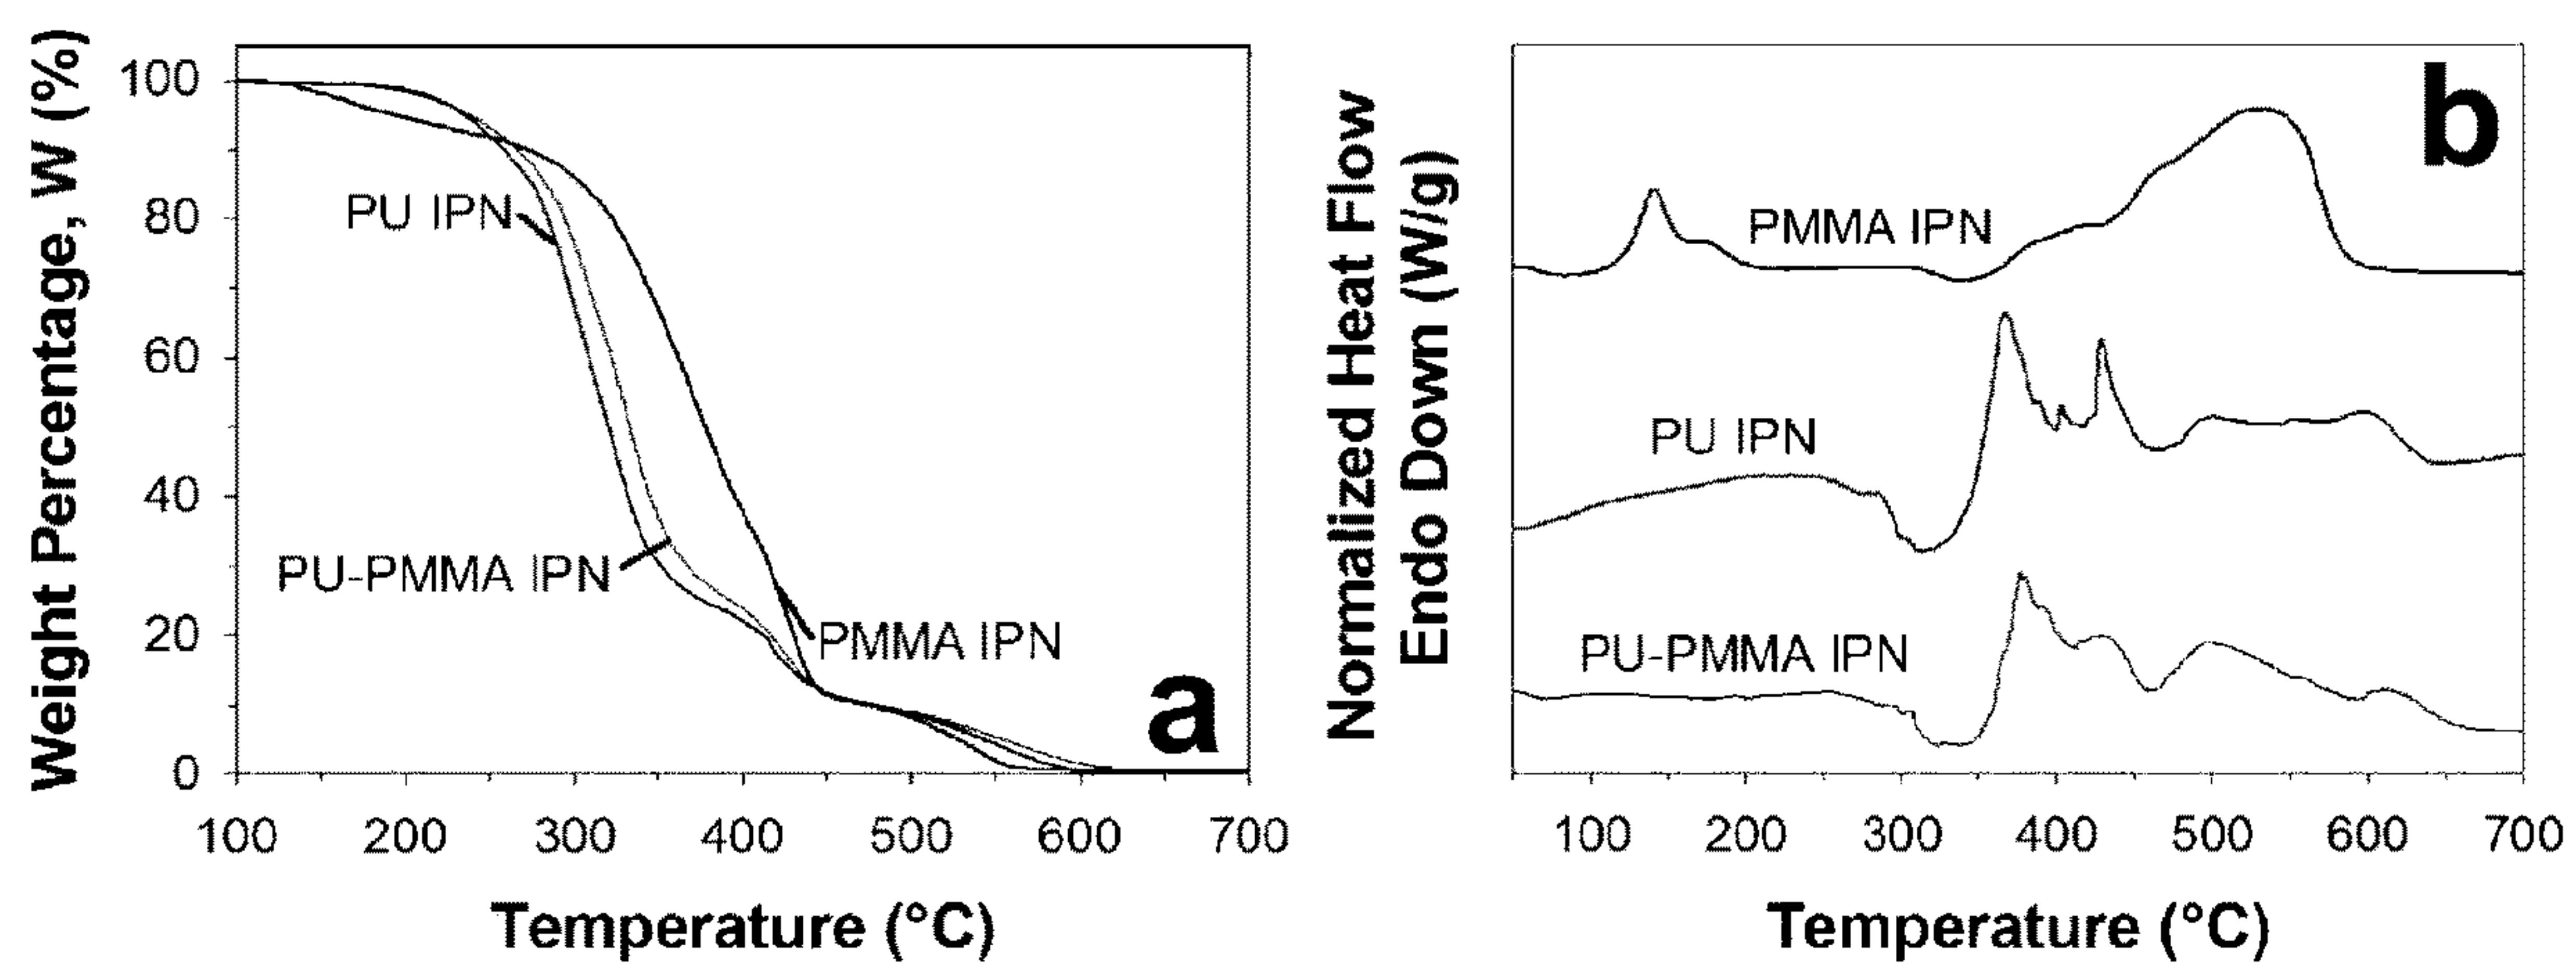 Weight Percentage, W (%)
100
80
60
40
20
0
PU IPN
PU-PMMA IPN
PMMA IPN
a
100 200 300 400 500 600 700
Temperature (°C)
Normalized Heat Flow
Endo Down (W/g)
b
PMMA IPN
PU IPN
PU-PMMA IPN
100 200 300 400 500 600 700
Temperature (°C)